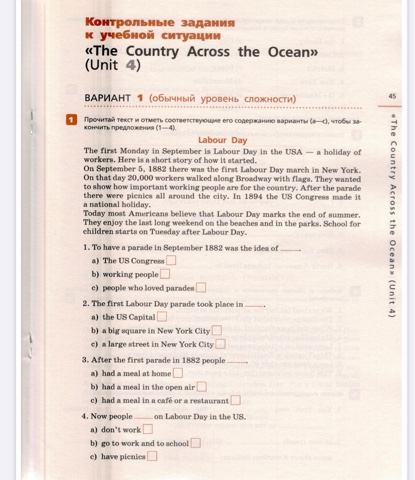 Контрольные задания
к учебной ситуации
«The Country Across the Ocean»
(Unit 4)
ВАРИАНТ 1 (обычный уровень сложности)
45
«The Country Across the Ocean» (Unit 4)
1 Прочитай текст и отметь соответствующие его содержанию варианты (a—c), чтобы за-
кончить предложения (1—4).
Labour Day
The first Monday in September is Labour Day in the USA — a holiday of
workers. Here is a short story of how it started.
On September 5, 1882 there was the first Labour Day march in New York.
On that day 20,000 workers walked along Broadway with flags. They wanted
to show how important working people are for the country. After the parade
there were picnics all around the city. In 1894 the US Congress made it
a national holiday.
Today most Americans believe that Labour Day marks the end of summer.
They enjoy the last long weekend on the beaches and in the parks. School for
children starts on Tuesday after Labour Day.
1. To have a parade in September 1882 was the idea of ____.
a) The US Congress
b) working people
c) people who loved parades
2. The first Labour Day parade took place in ____.
a) the US Capital
b) a big square in New York City
c) a large street in New York City
3. After the first parade in 1882 people ____.
a) had a meal at home
b) had a meal in the open air
c) had a meal in a café or a restaurant
4. Now people ____ on Labour Day in the US.
a) don't work
b) go to work and to school
c) have picnics